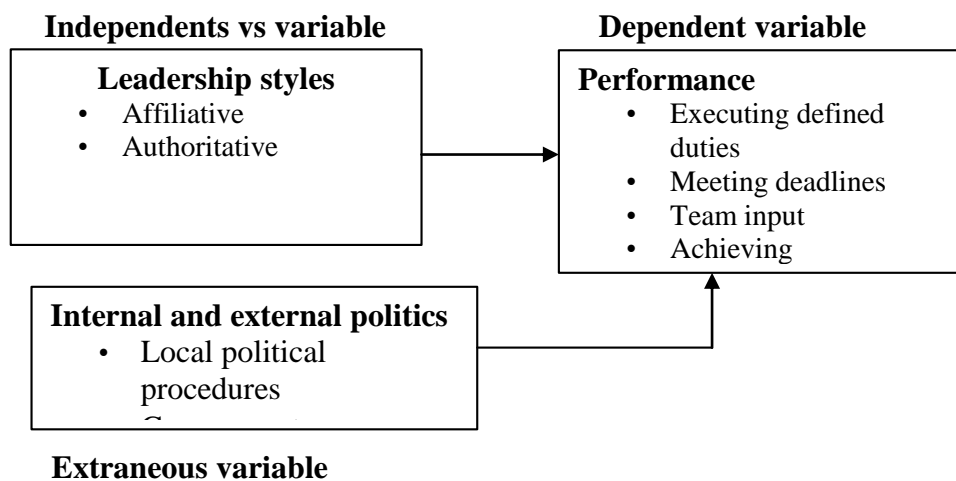 Independents vs variable
Leadership styles
• Affiliative
• Authoritative
Dependent variable
Performance
• Executing defined
duties
• Meeting deadlines
• Team input
• Achieving
Internal and external politics
• Local political
procedures
Extraneous variable